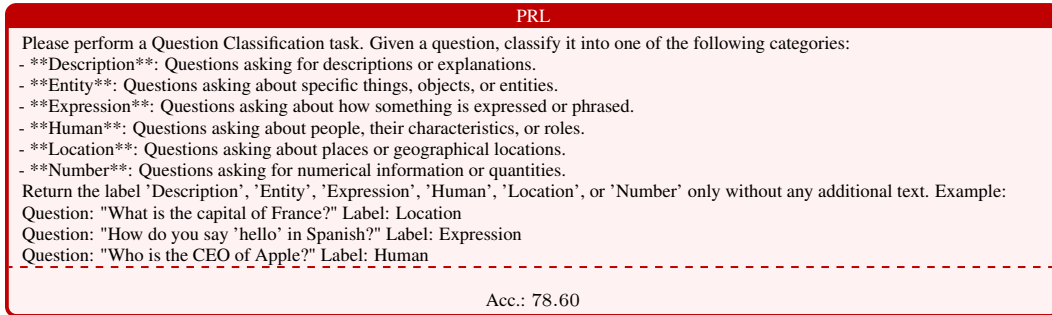 PRL
Please perform a Question Classification task. Given a question, classify it into one of the following categories:
- **Description**: Questions asking for descriptions or explanations.
- **Entity**: Questions asking about specific things, objects, or entities.
- **Expression**: Questions asking about how something is expressed or phrased.
- **Human**: Questions asking about people, their characteristics, or roles.
- **Location**: Questions asking about places or geographical locations.
- **Number**: Questions asking for numerical information or quantities.
Return the label ’Description’, ’Entity’, ’Expression’, ’Human’, ’Location’, or ’Number’ only without any additional text. Example:
Question: "What is the capital of France?" Label: Location
Question: "How do you say ’hello’ in Spanish?" Label: Expression
Question: "Who is the CEO of Apple?" Label: Human
Acc.: 78.60